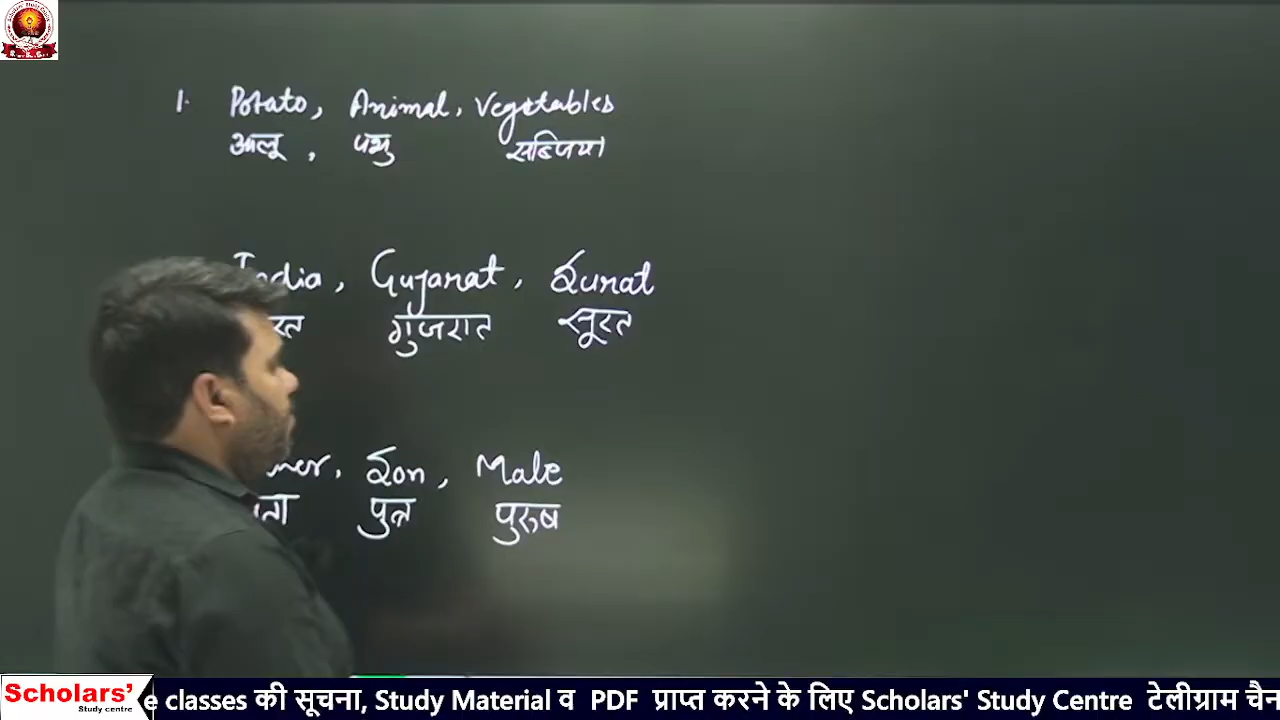 1. Potato, Animal, Vegetables
आलू , पशु सब्जियां
India, Gujarat, Surat
गुजरात सूरत
Son, Male
पुत्र पुरुष
Scholars'
Study centre
classes की सूचना, Study Material व PDF प्राप्त करने के लिए Scholars' Study Centre टेलीग्राम